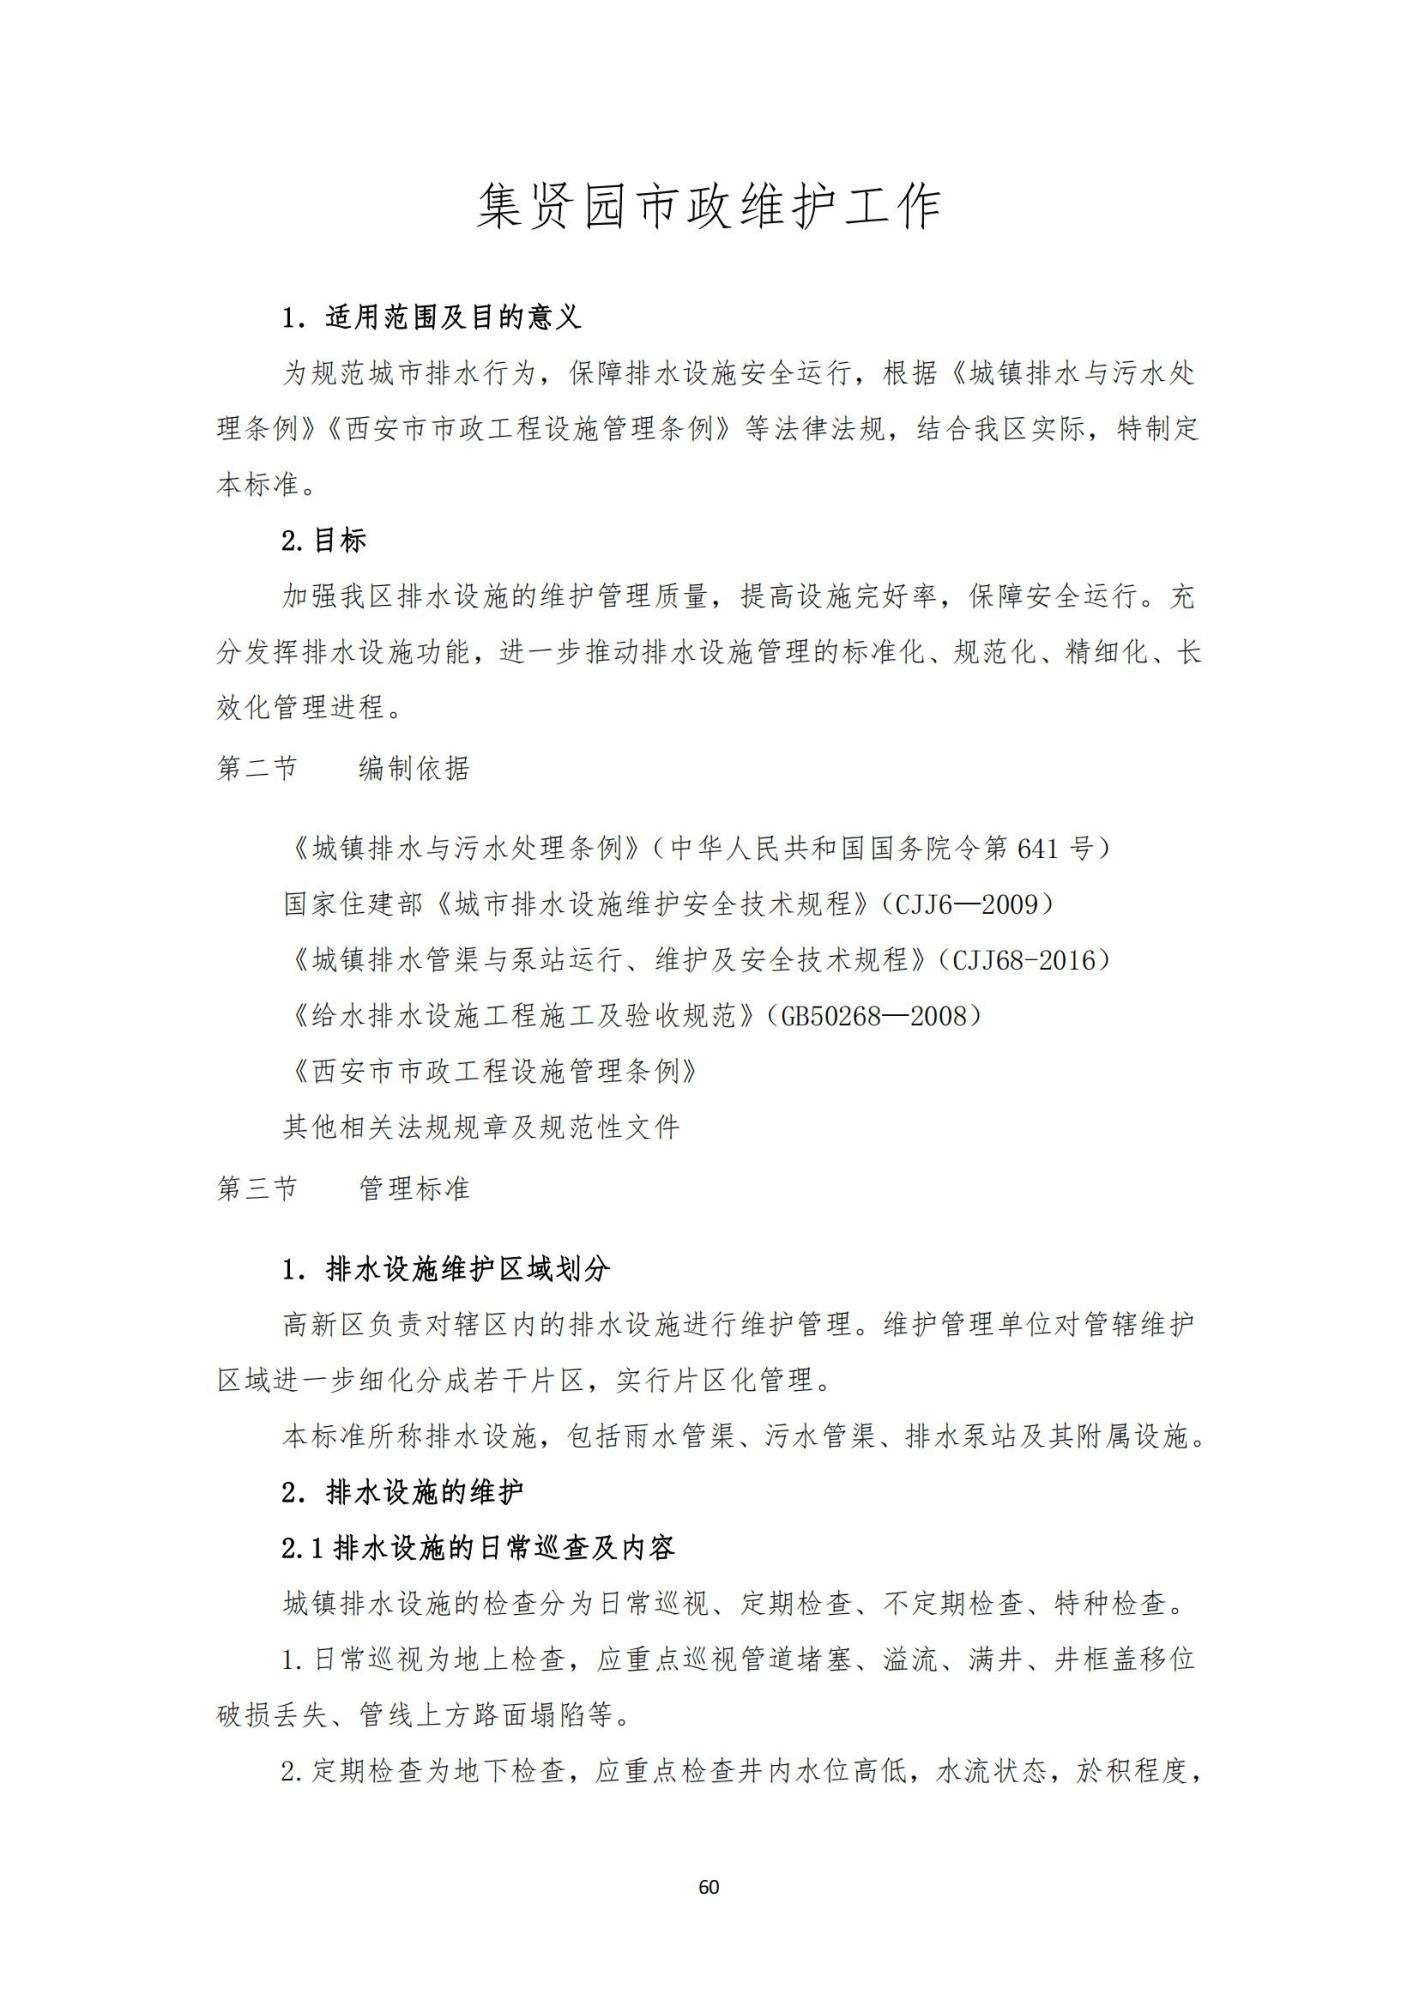 集贤园市政维护工作
1. 适用范围及目的意义
为规范城市排水行为，保障排水设施安全运行，根据《城镇排水与污水处
理条例》《西安市市政工程设施管理条例》等法律法规，结合我区实际，特制定
本标准。
2.目标
加强我区排水设施的维护管理质量，提高设施完好率，保障安全运行。充
分发挥排水设施功能，进一步推动排水设施管理的标准化、规范化、精细化、长
效化管理进程。
第二节 编制依据
《城镇排水与污水处理条例》（中华人民共和国国务院令第 641 号）
国家住建部《城市排水设施维护安全技术规程》（CJJ6—2009）
《城镇排水管渠与泵站运行、维护及安全技术规程》（CJJ68-2016）
《给水排水设施工程施工及验收规范》（GB50268—2008）
《西安市市政工程设施管理条例》
其他相关法规规章及规范性文件
第三节 管理标准
1. 排水设施维护区域划分
高新区负责对辖区内的排水设施进行维护管理。维护管理单位对管辖维护
区域进一步细化分成若干片区，实行片区化管理。
本标准所称排水设施，包括雨水管渠、污水管渠、排水泵站及其附属设施。
2. 排水设施的维护
2.1 排水设施的日常巡查及内容
城镇排水设施的检查分为日常巡视、定期检查、不定期检查、特种检查。
1.日常巡视为地上检查，应重点巡视管道堵塞、溢流、满井、井框盖移位
破损丢失、管线上方路面塌陷等。
2.定期检查为地下检查，应重点检查井内水位高低，水流状态，於积程度，
60